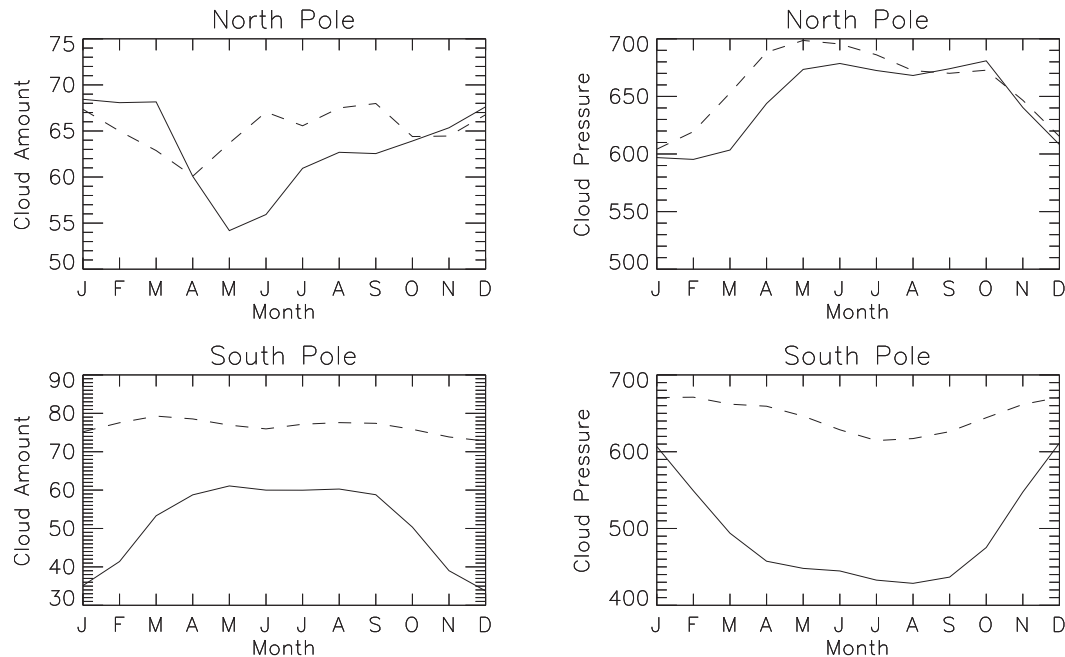 North Pole
75
70
65
60
55
50
Cloud Amount
J F M A M J J A S O N D
Month
North Pole
700
650
600
550
500
Cloud Pressure
J F M A M J J A S O N D
Month
South Pole
90
80
70
60
50
40
30
Cloud Amount
J F M A M J J A S O N D
Month
South Pole
700
600
500
400
Cloud Pressure
J F M A M J J A S O N D
Month